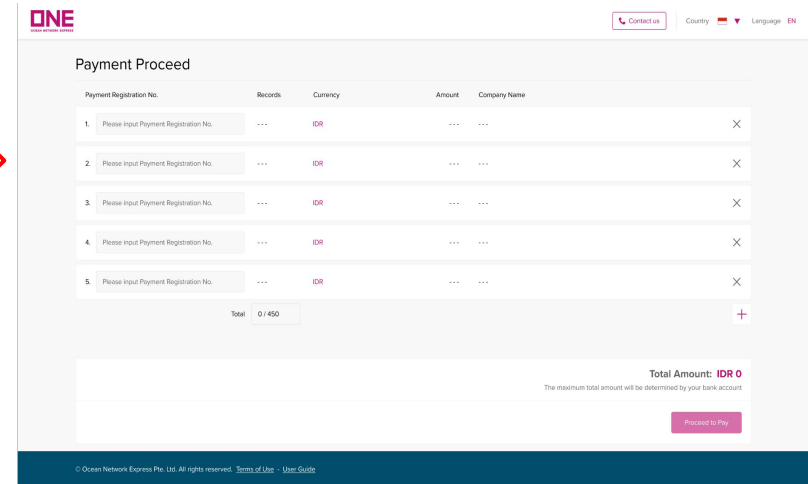 ONE
OCEAN NETWORK EXPRESS
Contact us
Country
Language EN
Payment Proceed
Payment Registration No. Records Currency Amount Company Name
1. Please input Payment Registration No. --- IDR --- ---
2. Please input Payment Registration No. --- IDR --- ---
3. Please input Payment Registration No. --- IDR --- ---
4. Please input Payment Registration No. --- IDR --- ---
5. Please input Payment Registration No. --- IDR --- ---
Total 0 / 450
Total Amount: IDR 0
The maximum total amount will be determined by your bank account
Proceed to Pay
© Ocean Network Express Pte. Ltd. All rights reserved. Terms of Use - User Guide